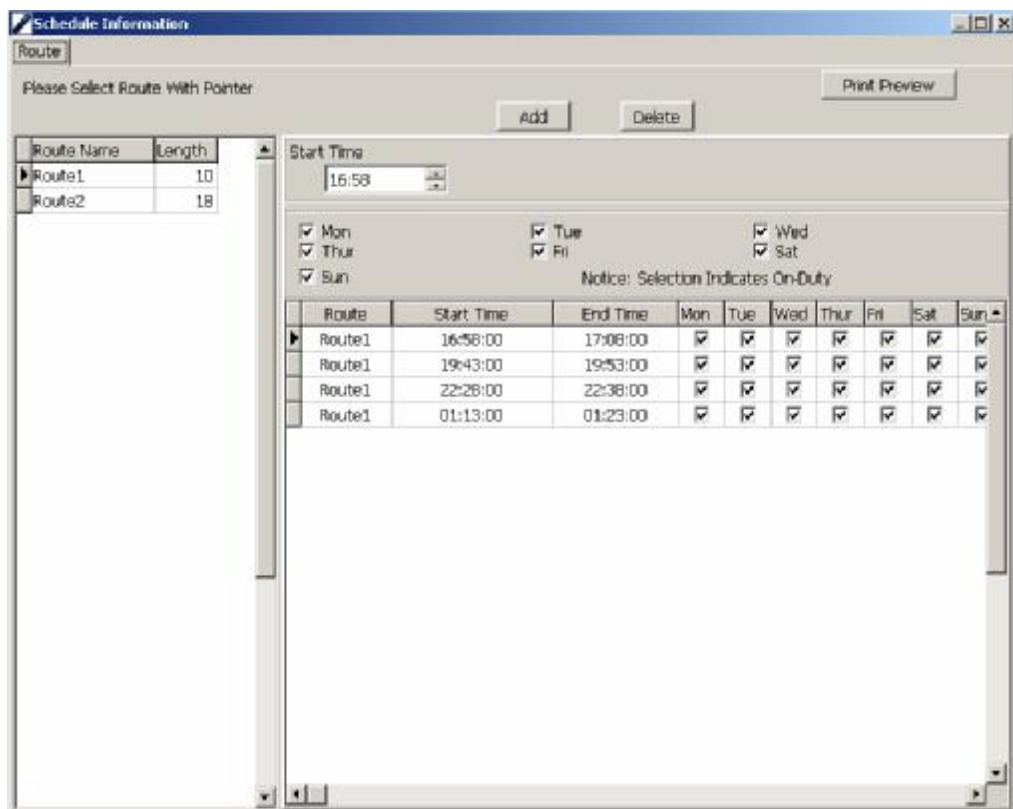 Schedule Information
Route
Please Select Route With Pointer
Print Preview
Add Delete
Route Name Length
Route1 10
Route2 18
Start Time
16:58
Mon Tue Wed
Thur Fri Sat
Sun Notice: Selection Indicates On-Duty
Route Start Time End Time Mon Tue Wed Thur Fri Sat Sun
Route1 16:58:00 17:08:00
Route1 19:43:00 19:53:00
Route1 22:28:00 22:38:00
Route1 01:13:00 01:23:00